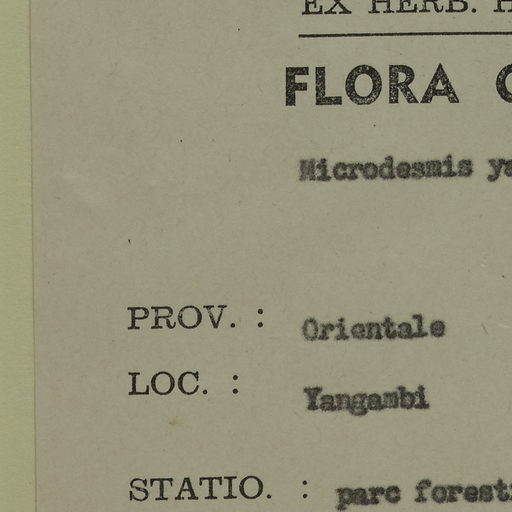 EX HERB.
FLORA
Microdesmis
PROV. : Orientale
LOC. : Yangambi
STATIO. : parc